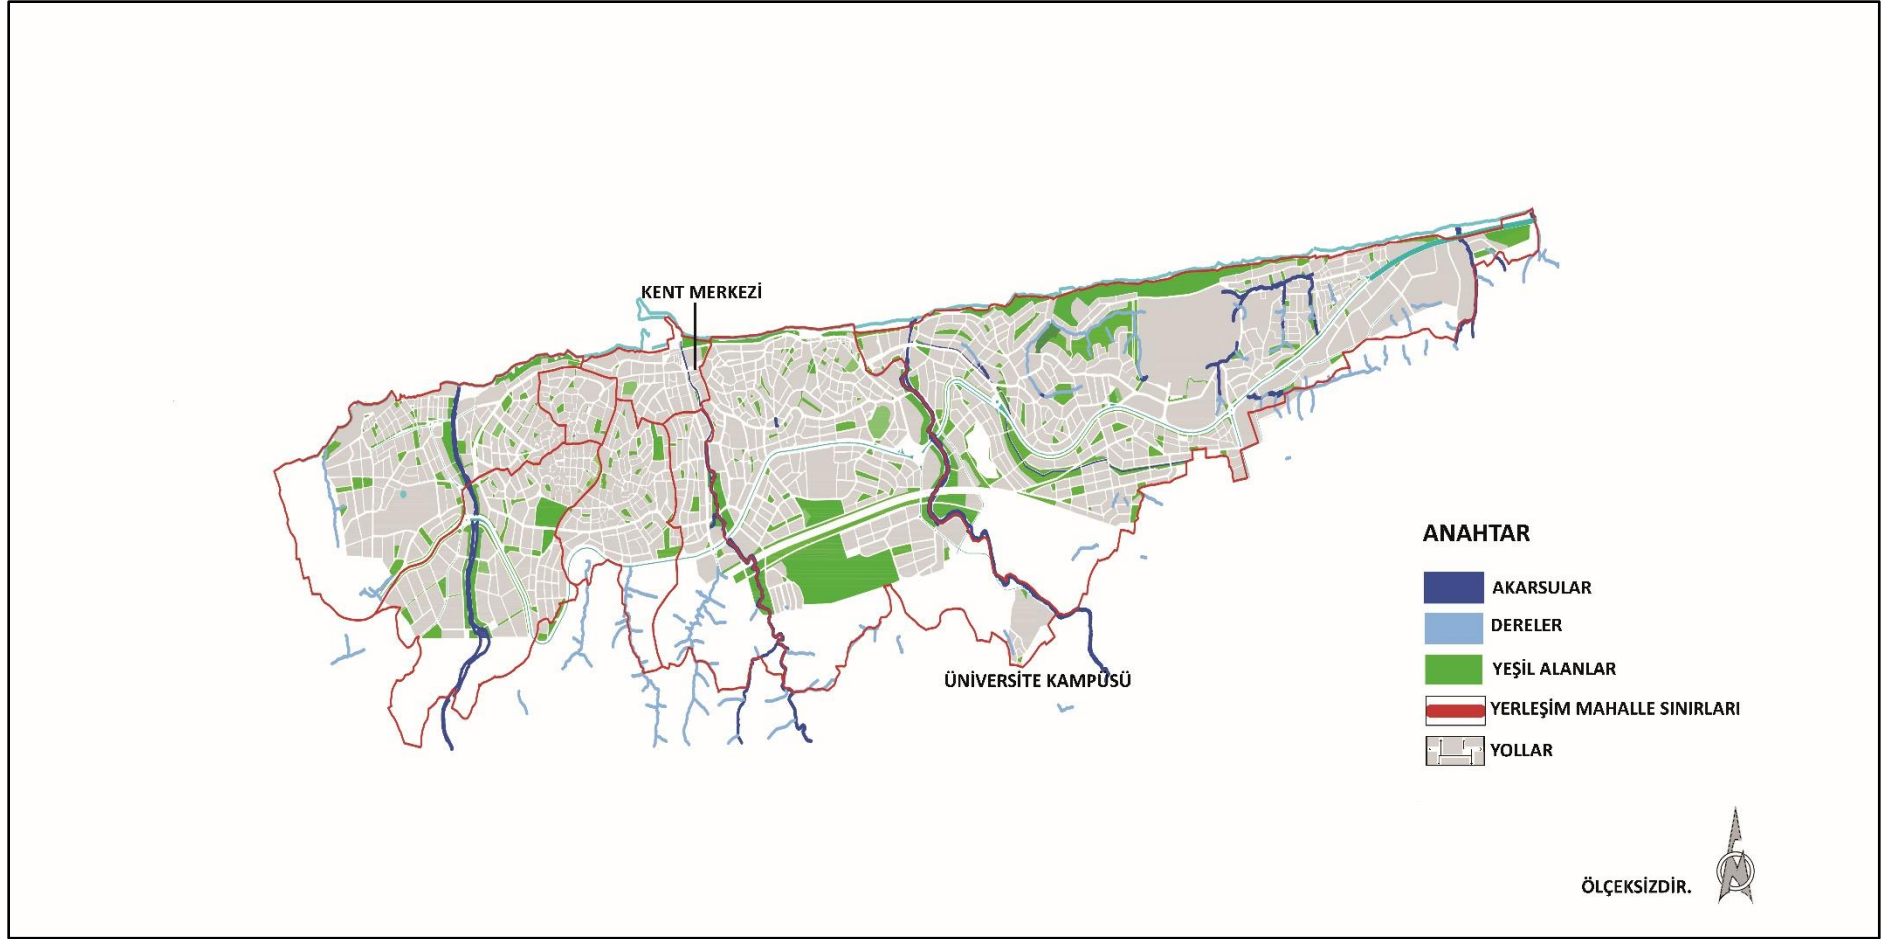 KENT MERKEZİ
ÜNİVERSİTE KAMPÜSÜ
ANAHTAR
AKARSULAR
DERELER
YEŞİL ALANLAR
YERLEŞİM MAHALLE SINIRLARI
YOLLAR
ÖLÇEKSİZDİR.
N